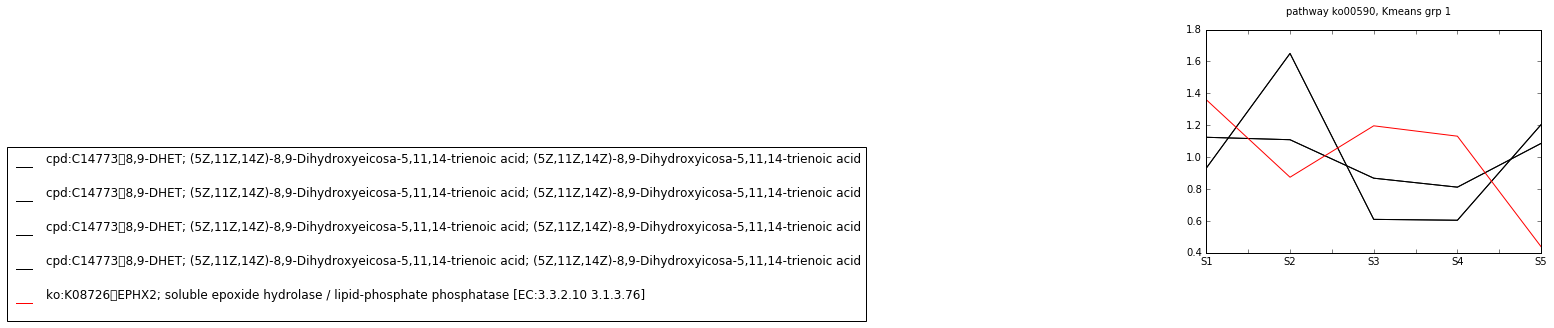 pathway ko00590, Kmeans grp 1
1.8
1.6
1.4
1.2
1.0
0.8
0.6
0.4
S1 S2 S3 S4 S5
cpd:C14773▯8,9-DHET; (5Z,11Z,14Z)-8,9-Dihydroxyeicosa-5,11,14-trienoic acid; (5Z,11Z,14Z)-8,9-Dihydroxyicosa-5,11,14-trienoic acid
cpd:C14773▯8,9-DHET; (5Z,11Z,14Z)-8,9-Dihydroxyeicosa-5,11,14-trienoic acid; (5Z,11Z,14Z)-8,9-Dihydroxyicosa-5,11,14-trienoic acid
cpd:C14773▯8,9-DHET; (5Z,11Z,14Z)-8,9-Dihydroxyeicosa-5,11,14-trienoic acid; (5Z,11Z,14Z)-8,9-Dihydroxyicosa-5,11,14-trienoic acid
cpd:C14773▯8,9-DHET; (5Z,11Z,14Z)-8,9-Dihydroxyeicosa-5,11,14-trienoic acid; (5Z,11Z,14Z)-8,9-Dihydroxyicosa-5,11,14-trienoic acid
ko:K08726▯EPHX2; soluble epoxide hydrolase / lipid-phosphate phosphatase [EC:3.3.2.10 3.1.3.76]